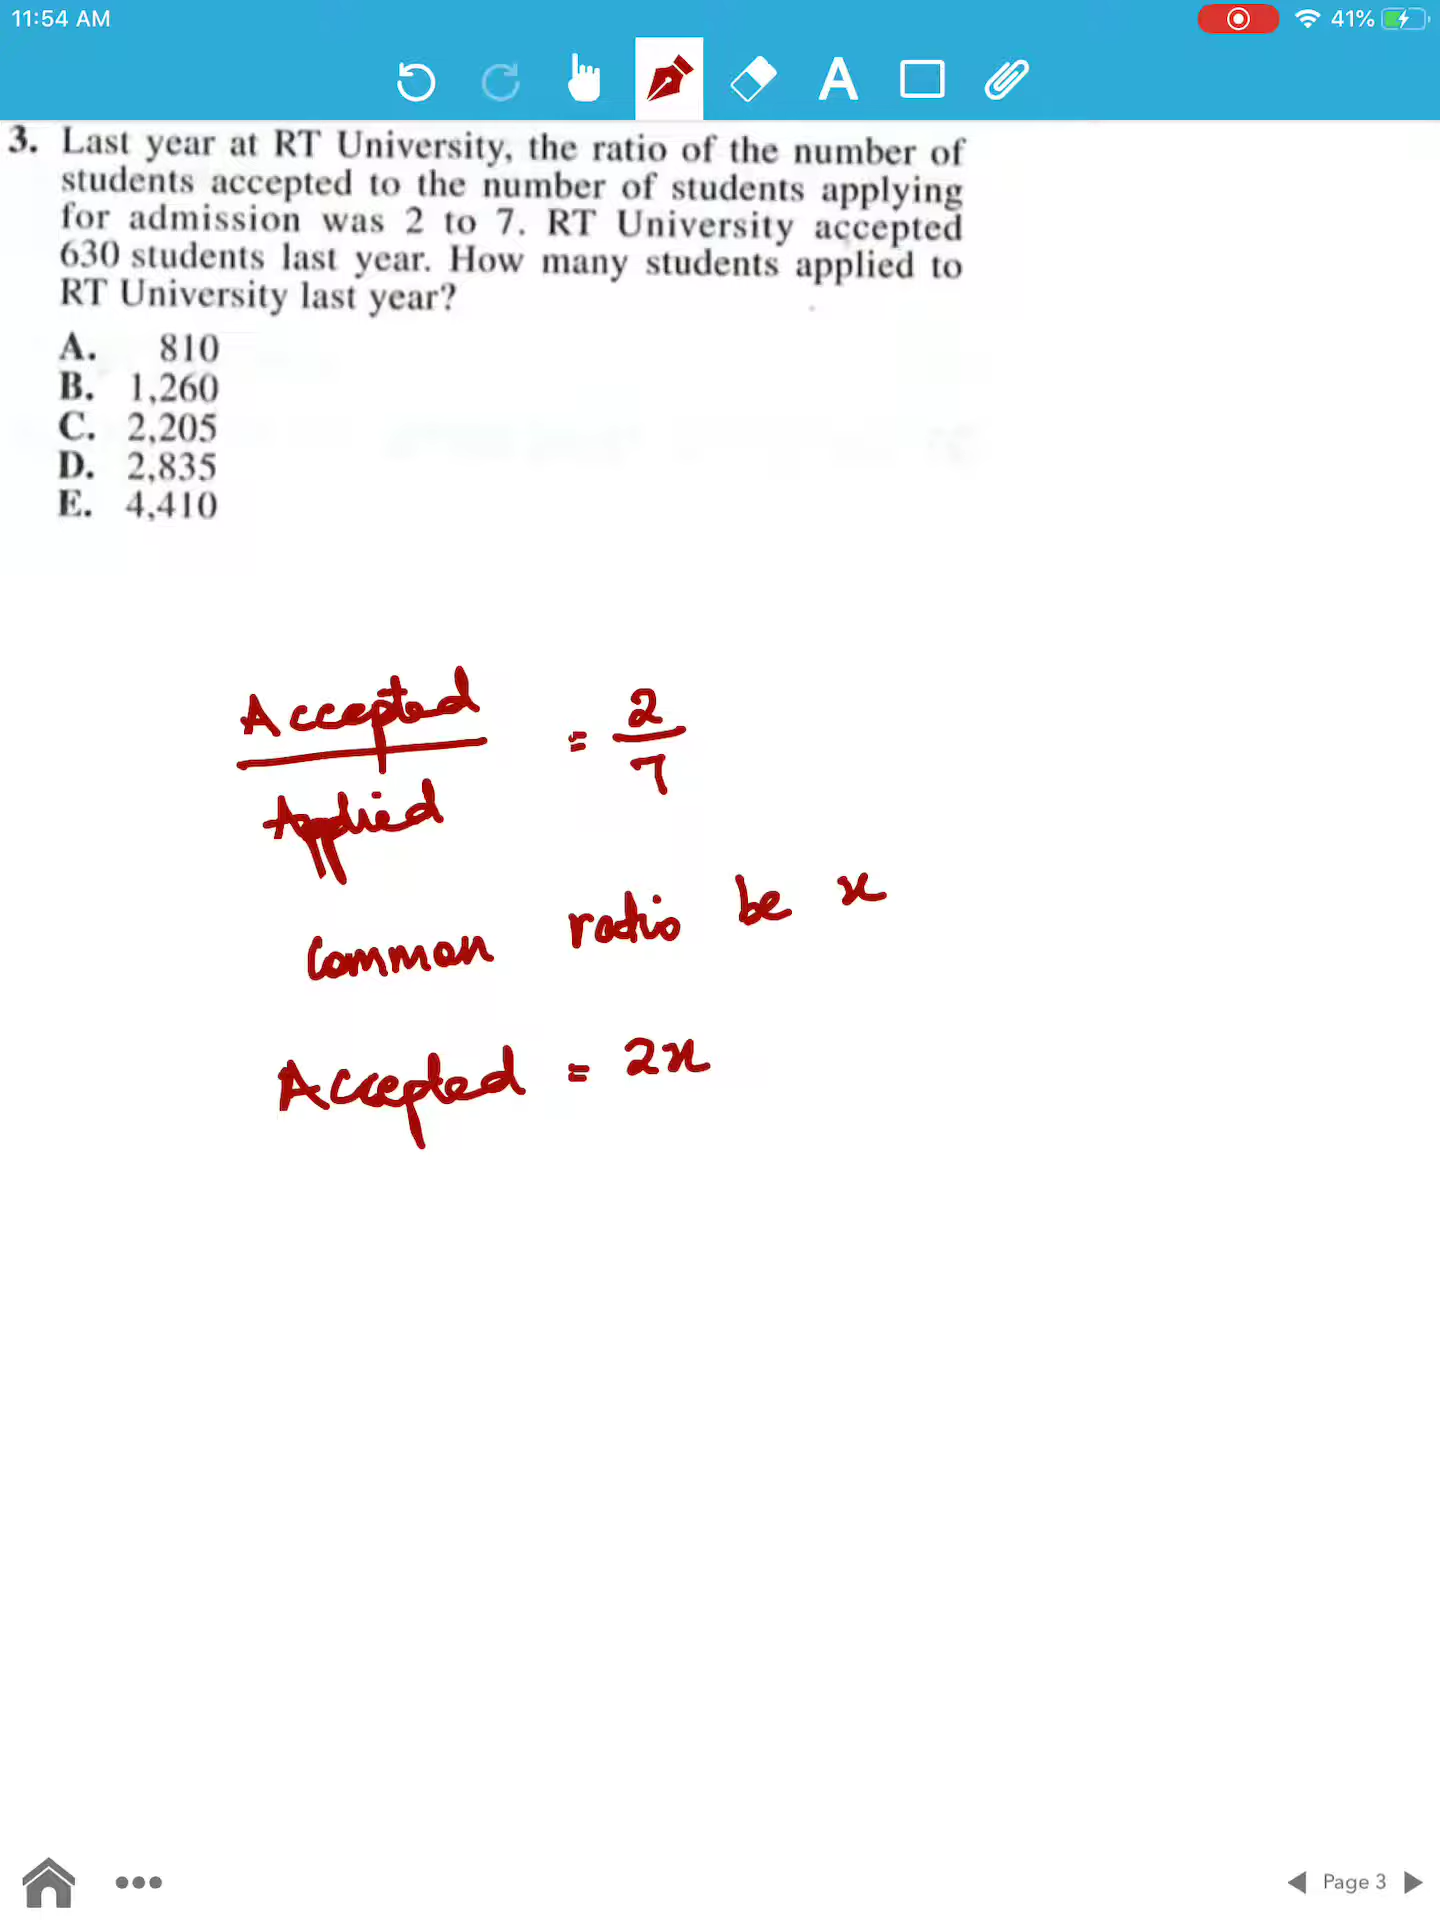 11:54 AM
41%
A
3. Last year at RT University, the ratio of the number of
students accepted to the number of students applying
for admission was 2 to 7. RT University accepted
630 students last year. How many students applied to
RT University last year?
A. 810
B. 1,260
C. 2,205
D. 2,835
E. 4,410
Accepted = 2
Applied 7
Common ratio be x
Accepted = 2x
Page 3